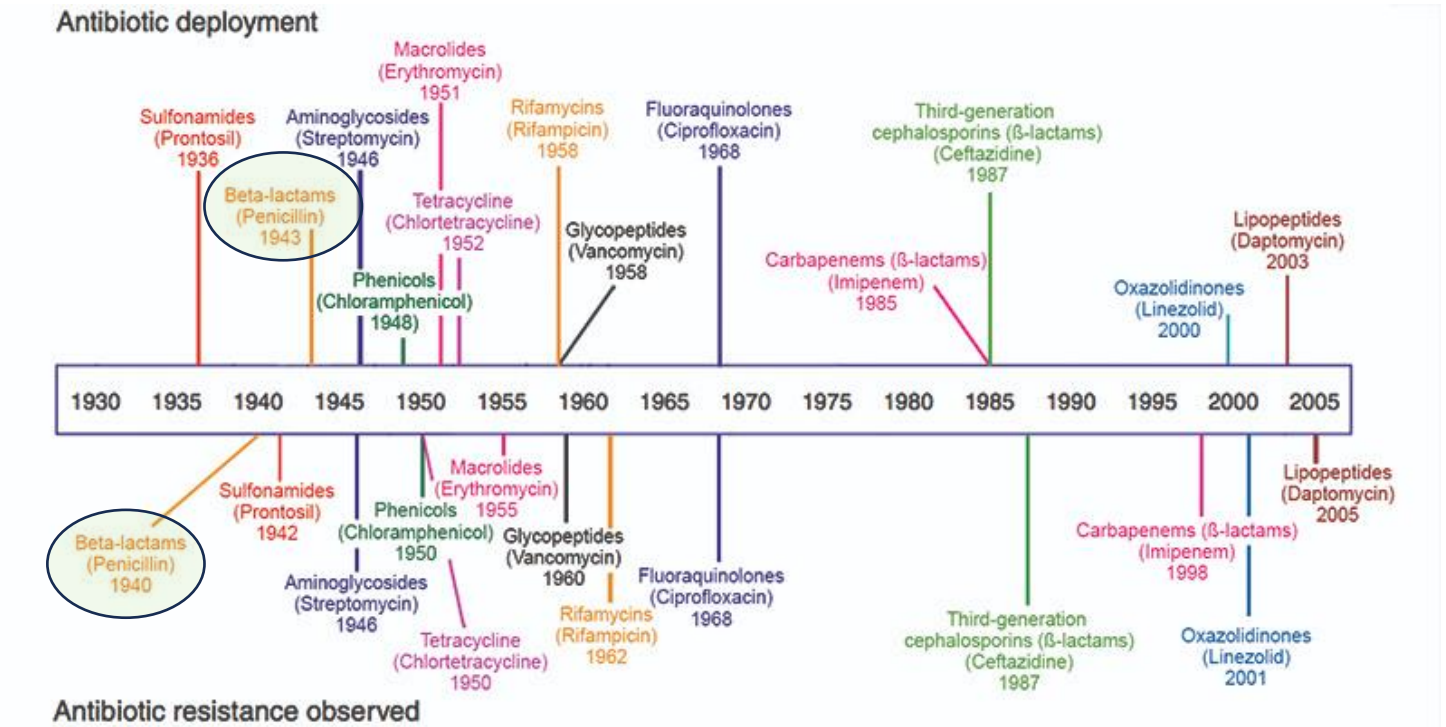 Antibiotic deployment
Macrolides
(Erythromycin)
1951
Sulfonamides
(Prontosil)
1936
Aminoglycosides
(Streptomycin)
1946
Rifamycins
(Rifampicin)
1958
Fluoraquinolones
(Ciprofloxacin)
1968
Third-generation
cephalosporins (ß-lactams)
(Ceftazidine)
1987
Beta-lactams
(Penicillin)
1943
Tetracycline
(Chlortetracycline)
1952
Glycopeptides
(Vancomycin)
1958
Lipopeptides
(Daptomycin)
2003
Carbapenems (ß-lactams)
(Imipenem)
1985
Phenicols
(Chloramphenicol)
1948)
Oxazolidinones
(Linezolid)
2000
1930 1935 1940 1945 1950 1955 1960 1965 1970 1975 1980 1985 1990 1995 2000 2005
Beta-lactams
(Penicillin)
1940
Sulfonamides
(Prontosil)
1942
Aminoglycosides
(Streptomycin)
1946
Phenicols
(Chloramphenicol)
1950
Macrolides
(Erythromycin)
1955
Tetracycline
(Chlortetracycline)
1950
Glycopeptides
(Vancomycin)
1960
Rifamycins
(Rifampicin)
1962
Fluoraquinolones
(Ciprofloxacin)
1968
Third-generation
cephalosporins (ß-lactams)
(Ceftazidine)
1987
Carbapenems (ß-lactams)
(Imipenem)
1998
Oxazolidinones
(Linezolid)
2001
Lipopeptides
(Daptomycin)
2005
Antibiotic resistance observed